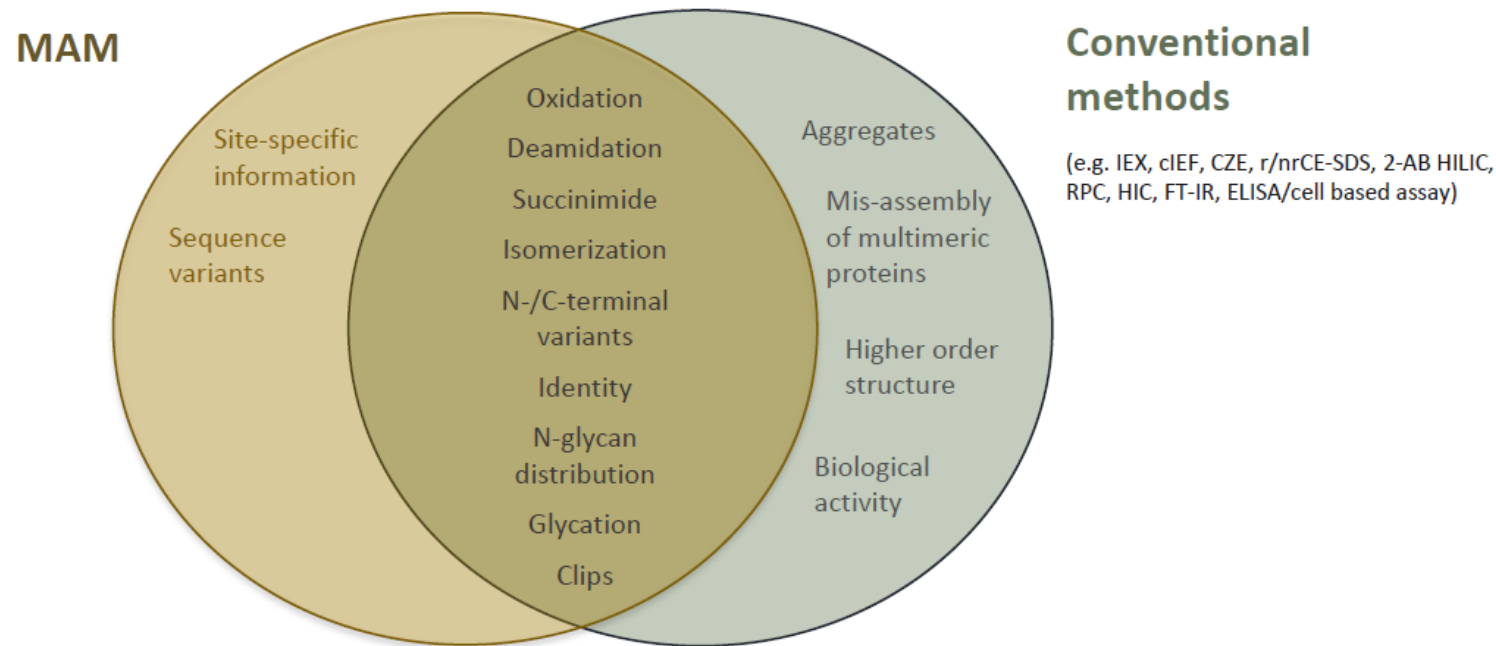 MAM
Site-specific
information
Sequence
variants
Oxidation
Deamidation
Succinimide
Isomerization
N-/C-terminal
variants
Identity
N-glycan
distribution
Glycation
Clips
Aggregates
Mis-assembly
of multimeric
proteins
Higher order
structure
Biological
activity
Conventional
methods
(e.g. IEX, cIEF, CZE, r/nrCE-SDS, 2-AB HILIC,
RPC, HIC, FT-IR, ELISA/cell based assay)